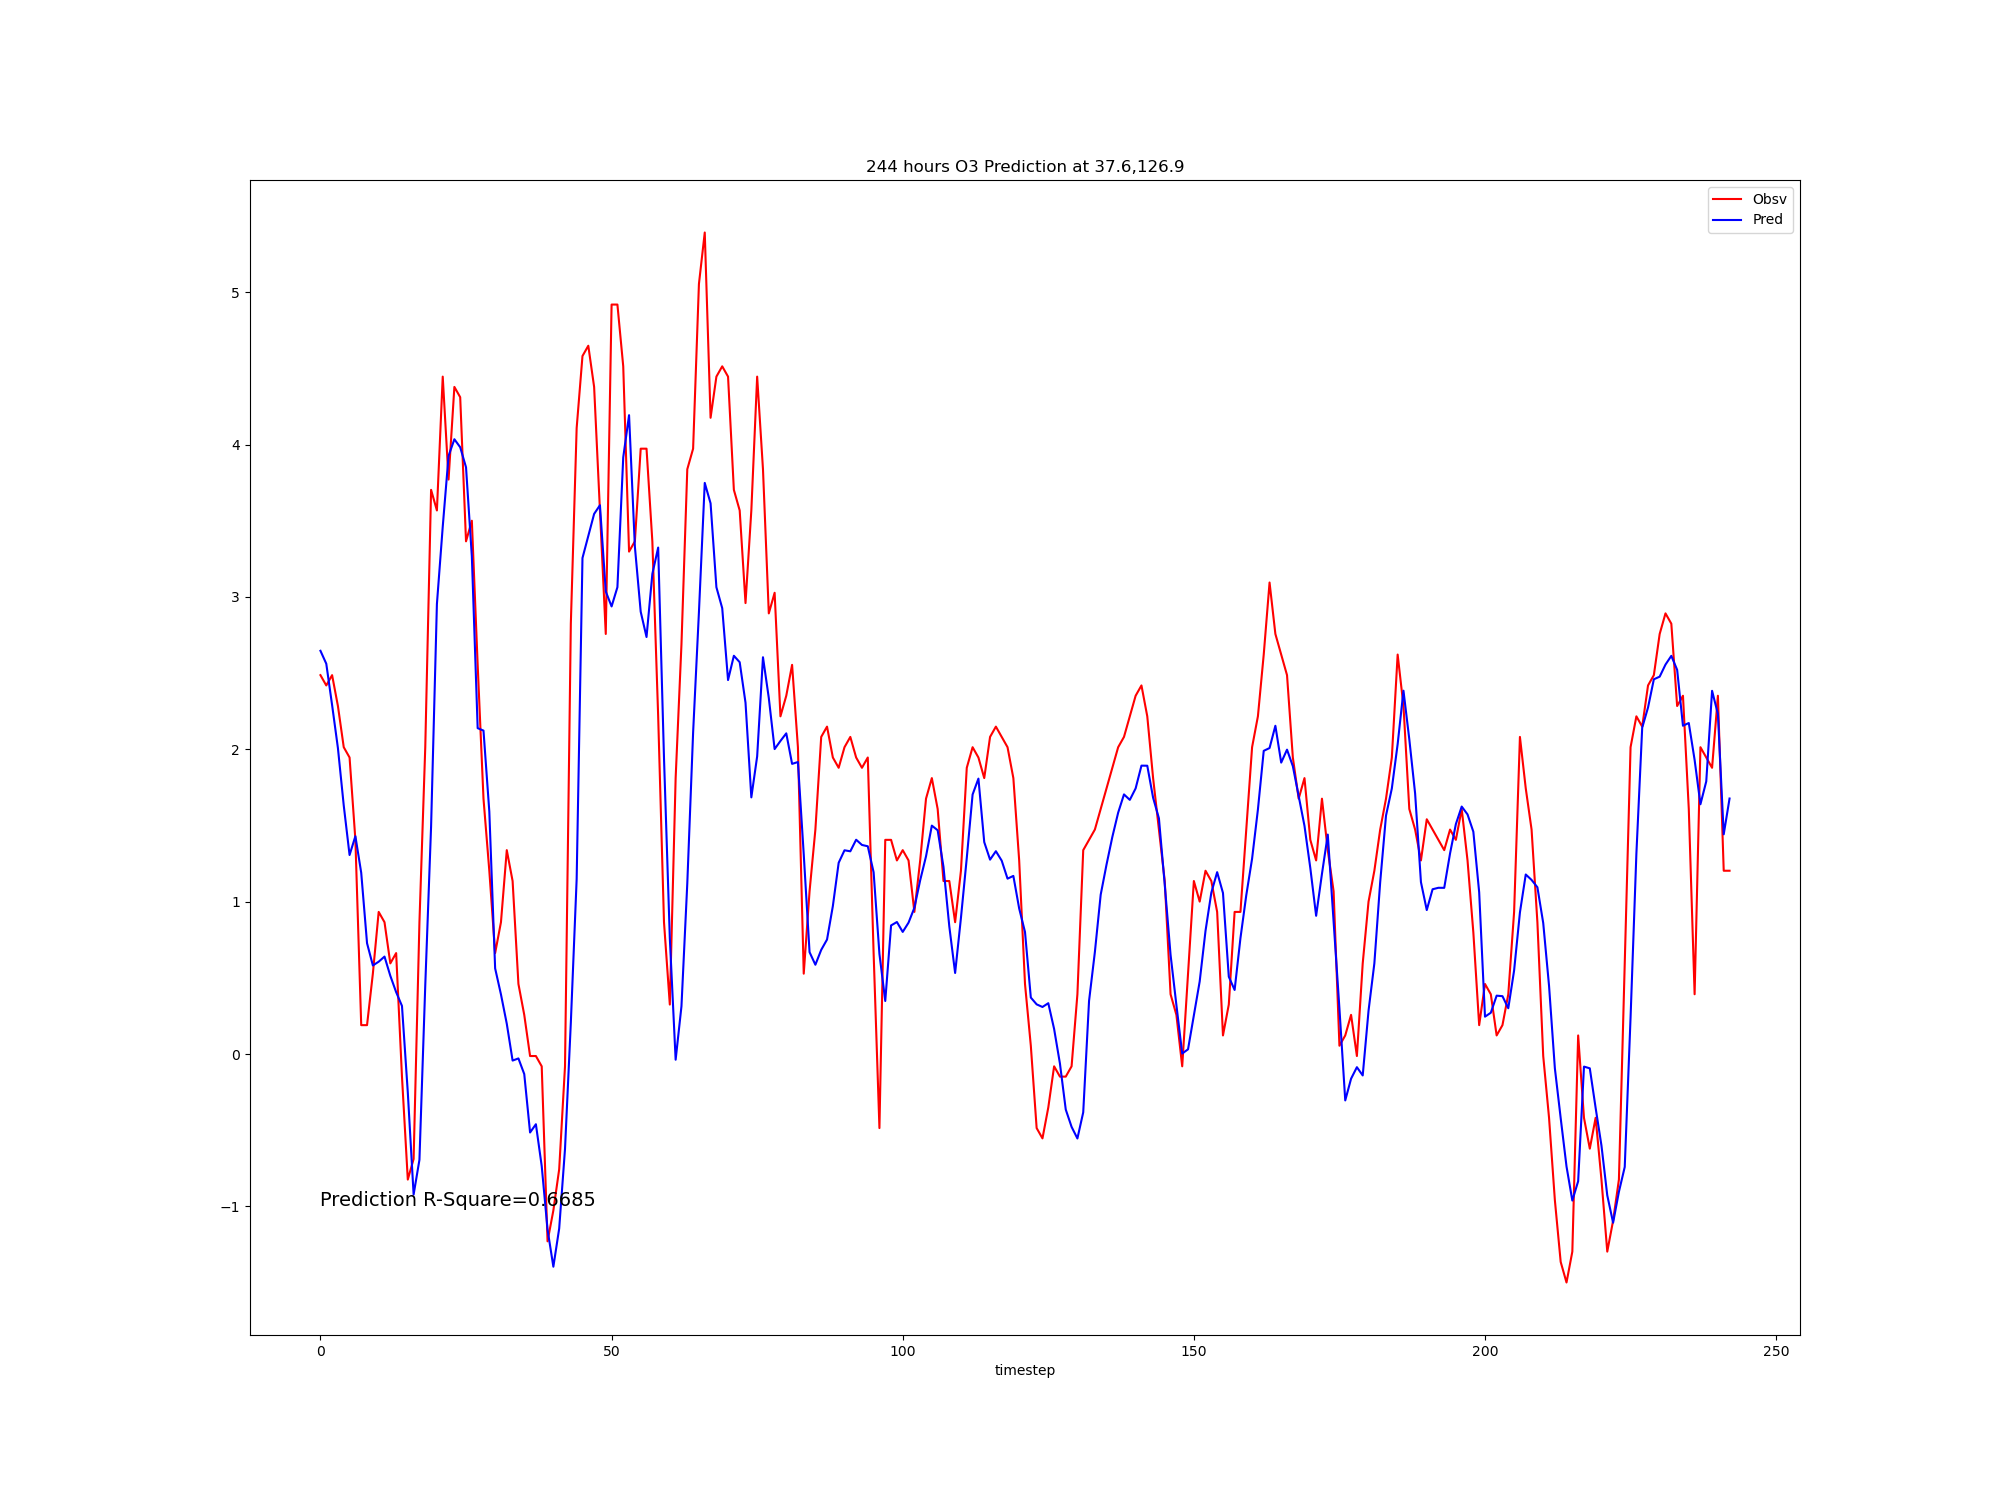 244 hours O3 Prediction at 37.6,126.9
Obsv
Pred
5
4
3
2
1
0
−1
Prediction R-Square=0.6685
0
50
100
150
200
250
timestep